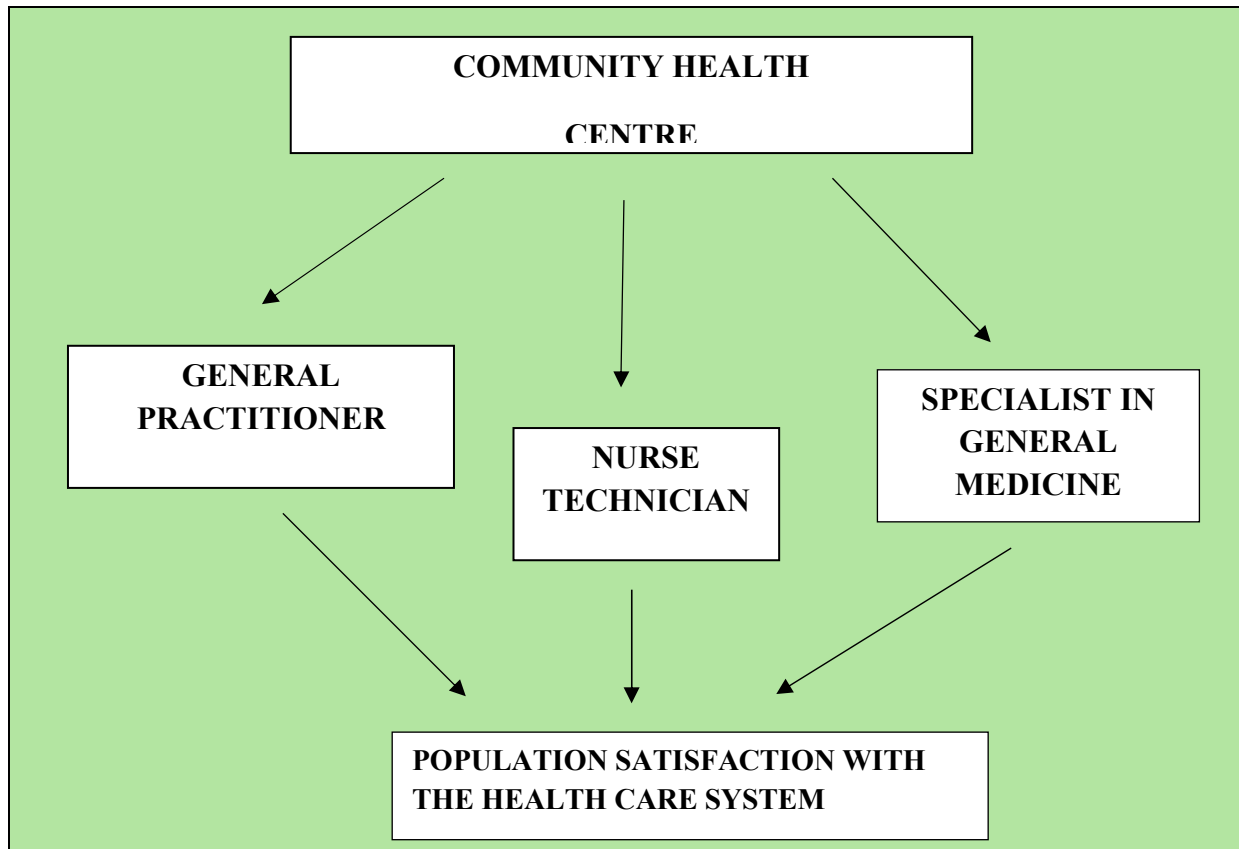 COMMUNITY HEALTH
CENTRE
GENERAL
PRACTITIONER
NURSE
TECHNICIAN
SPECIALIST IN
GENERAL
MEDICINE
POPULATION SATISFACTION WITH
THE HEALTH CARE SYSTEM